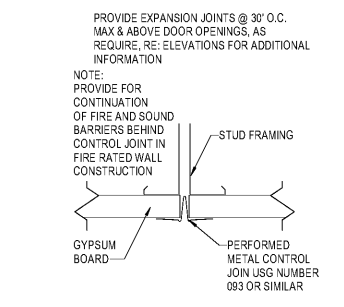 PROVIDE EXPANSION JOINTS @ 30' O.C.
MAX & ABOVE DOOR OPENINGS, AS
REQUIRE, RE: ELEVATIONS FOR ADDITIONAL
INFORMATION
NOTE:
PROVIDE FOR
CONTINUATION
OF FIRE AND SOUND
BARRIERS BEHIND
CONTROL JOINT IN
FIRE RATED WALL
CONSTRUCTION
STUD FRAMING
GYPSUM
BOARD
PERFORMED
METAL CONTROL
JOIN USG NUMBER
093 OR SIMILAR